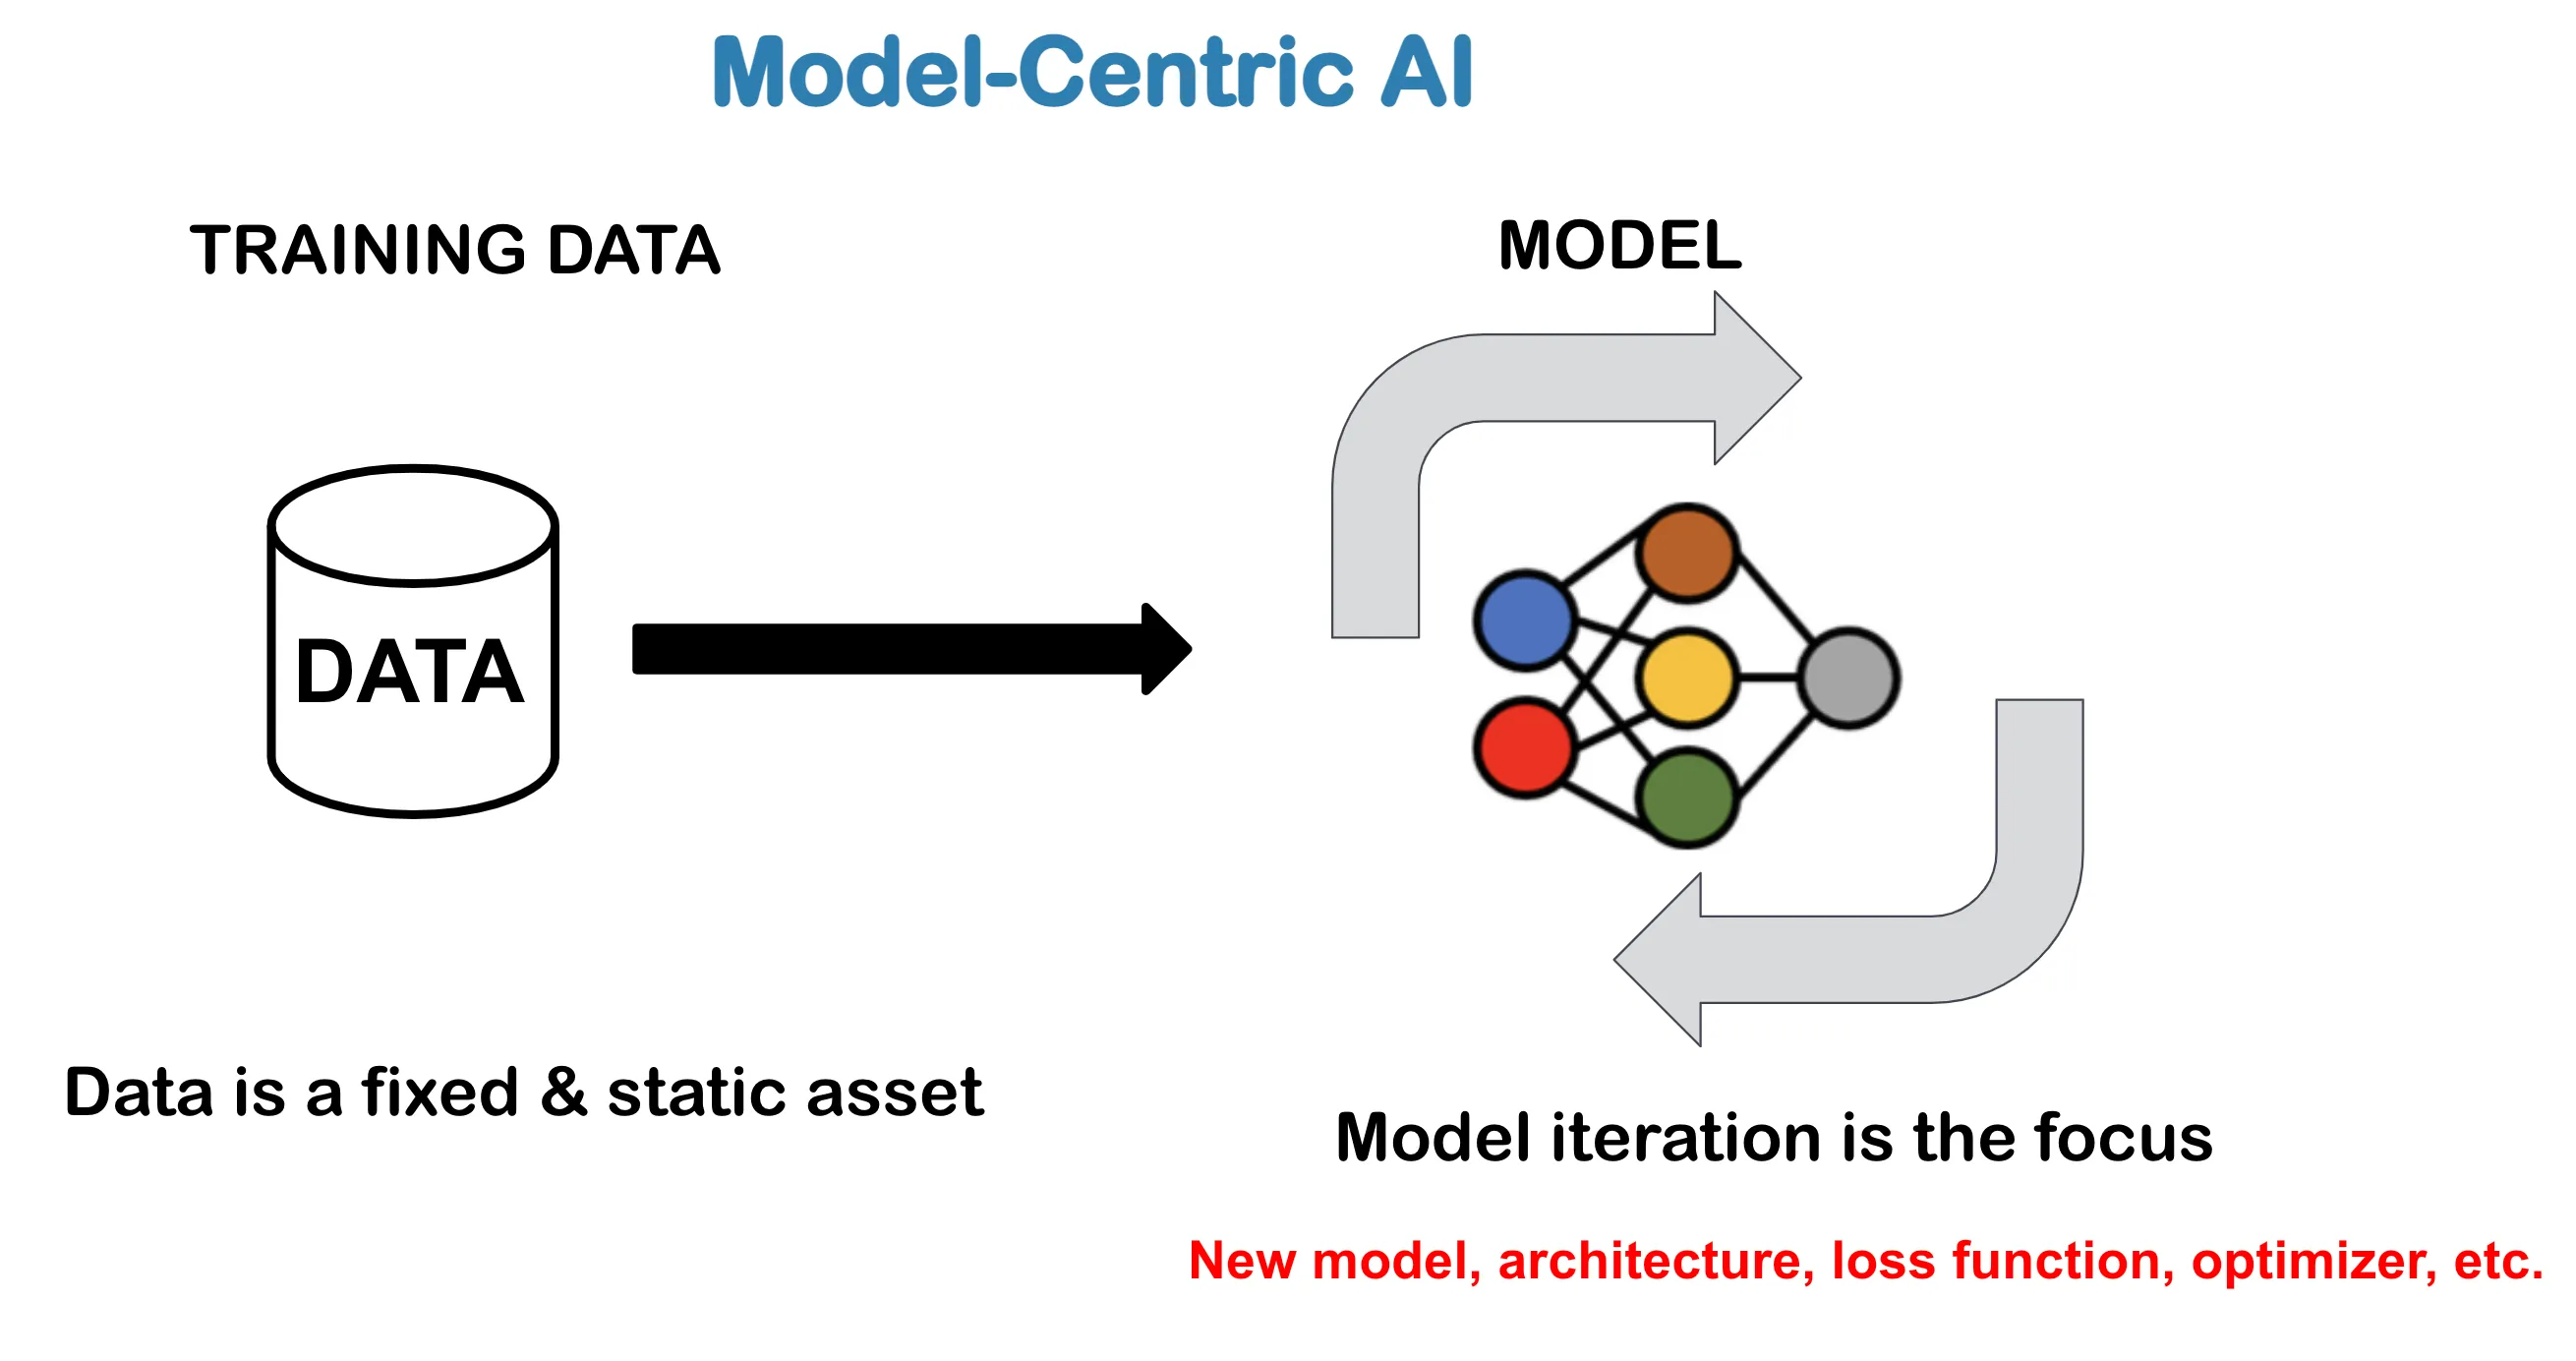 Model-Centric AI
TRAINING DATA
MODEL
DATA
Data is a fixed & static asset
Model iteration is the focus
New model, architecture, loss function, optimizer, etc.